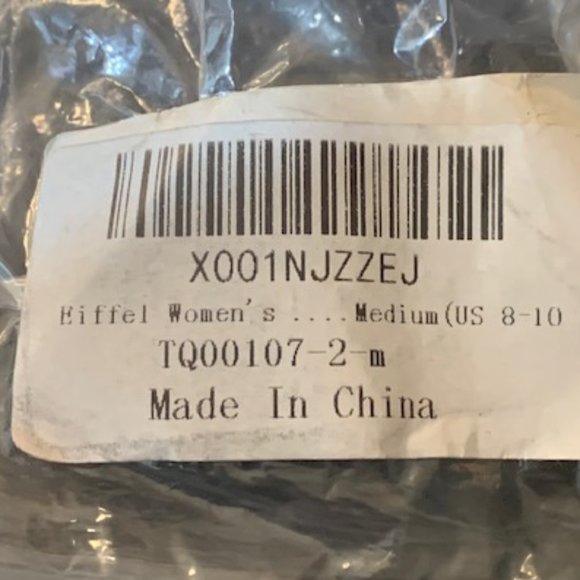 X001NJZZEJ
Eiffel Women's ....Medium(US 8-10
TQ00107-2-m
Made In China